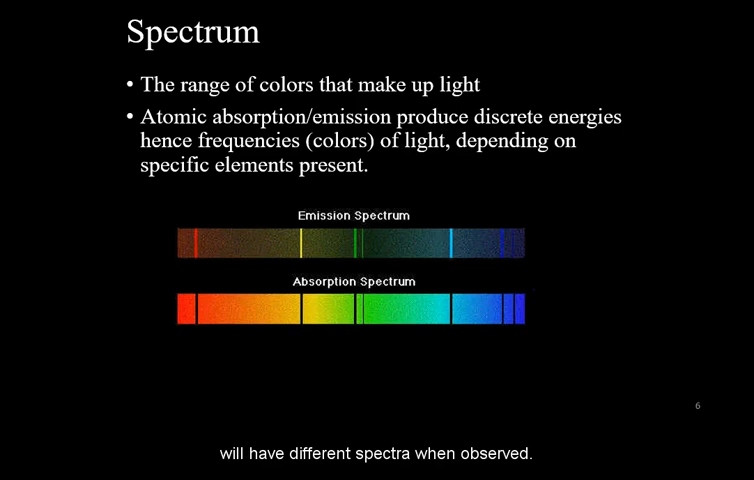 Spectrum
• The range of colors that make up light
• Atomic absorption/emission produce discrete energies
hence frequencies (colors) of light, depending on
specific elements present.
Emission Spectrum
Absorption Spectrum
6
will have different spectra when observed.